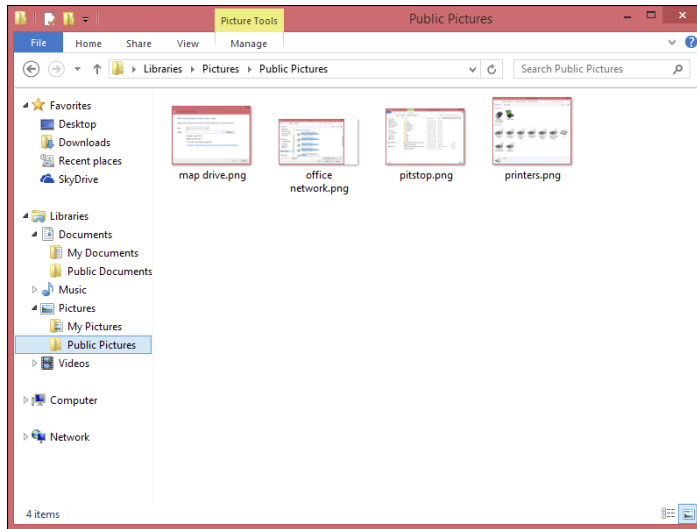 Picture Tools
Public Pictures
File Home Share View Manage
Libraries Pictures Public Pictures
Search Public Pictures
Favorites
Desktop
Downloads
Recent places
SkyDrive
Libraries
Documents
My Documents
Public Documents
Music
Pictures
My Pictures
Public Pictures
Videos
Computer
Network
map drive.png
office
network.png
pitstop.png
printers.png
4 items